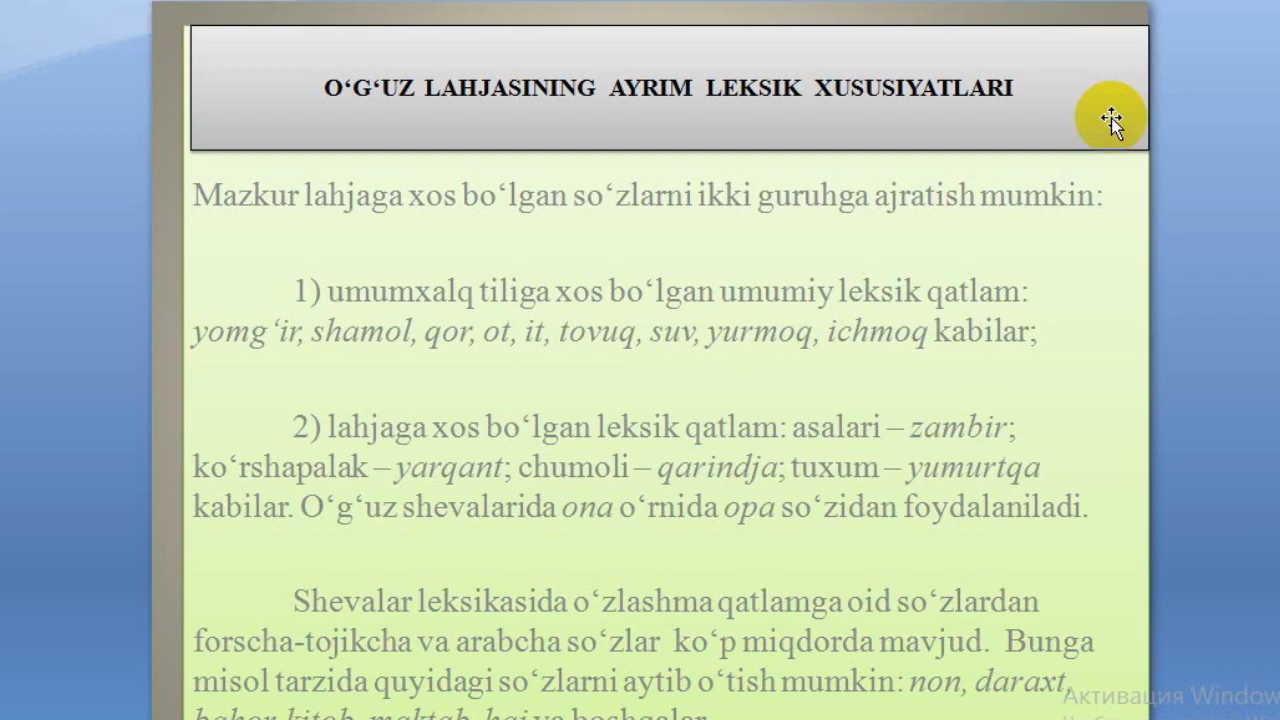 O‘G‘UZ LAHJASINING AYRIM LEKSIK XUSUSIYATLARI
Mazkur lahjaga xos bo‘lgan so‘zlarni ikki guruhga ajratish mumkin:
1) umumxalq tiliga xos bo‘lgan umumiy leksik qatlam:
yomg‘ir, shamol, qor, ot, it, tovuq, suv, yurmoq, ichmoq kabilar;
2) lahjaga xos bo‘lgan leksik qatlam: asalari – zambir;
ko‘rshapalak – yarqant; chumoli – qarindja; tuxum – yumurtqa
kabilar. O‘g‘uz shevalarida ona o‘rnida opa so‘zidan foydalaniladi.
Shevalar leksikasida o‘zlashma qatlamga oid so‘zlardan
forscha-tojikcha va arabcha so‘zlar ko‘p miqdorda mavjud. Bunga
misol tarzida quyidagi so‘zlarni aytib o‘tish mumkin: non, daraxt,
Активация Window